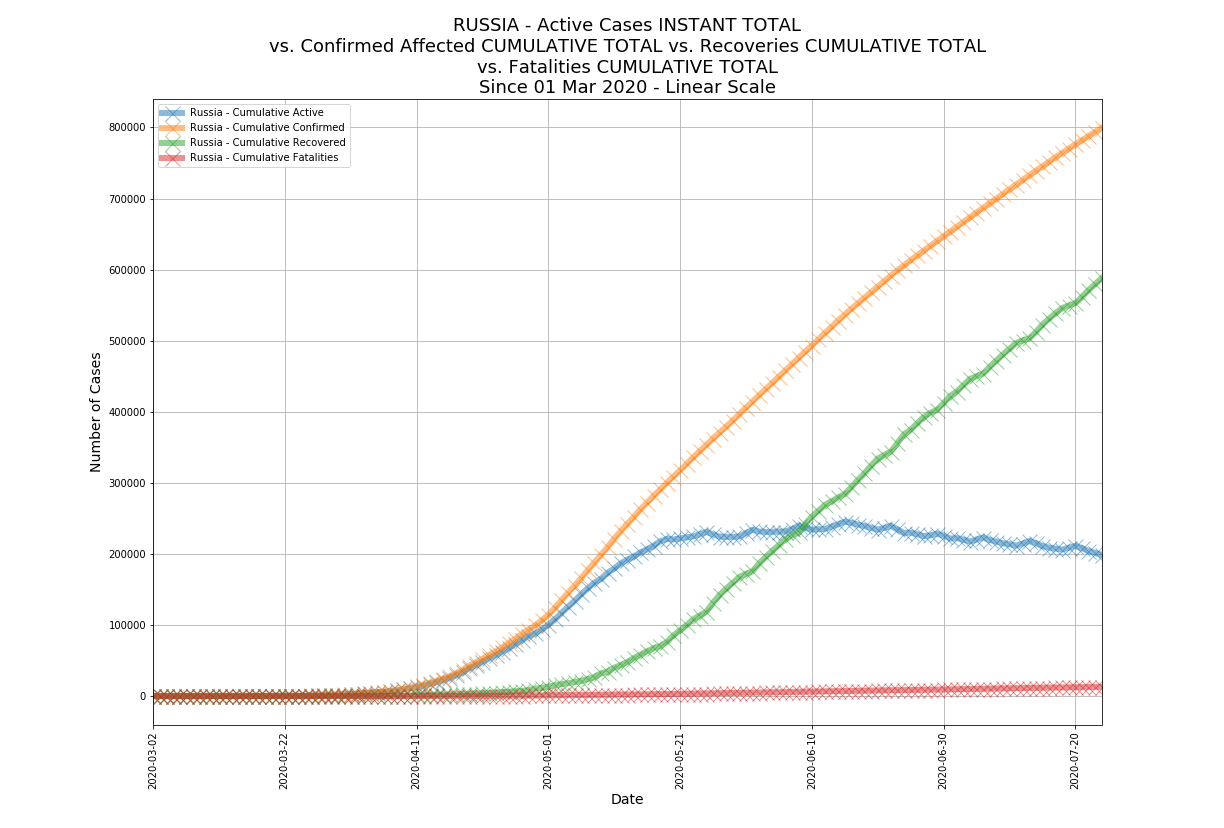 RUSSIA - Active Cases INSTANT TOTAL
vs. Confirmed Affected CUMULATIVE TOTAL vs. Recoveries CUMULATIVE TOTAL
vs. Fatalities CUMULATIVE TOTAL
Since 01 Mar 2020 - Linear Scale
Russia - Cumulative Active
Russia - Cumulative Confirmed
Russia - Cumulative Recovered
Russia - Cumulative Fatalities
800000
700000
600000
500000
400000
300000
200000
100000
0
Number of Cases
2020-03-02
2020-03-22
2020-04-11
2020-05-01
2020-05-21
2020-06-10
2020-06-30
2020-07-20
Date